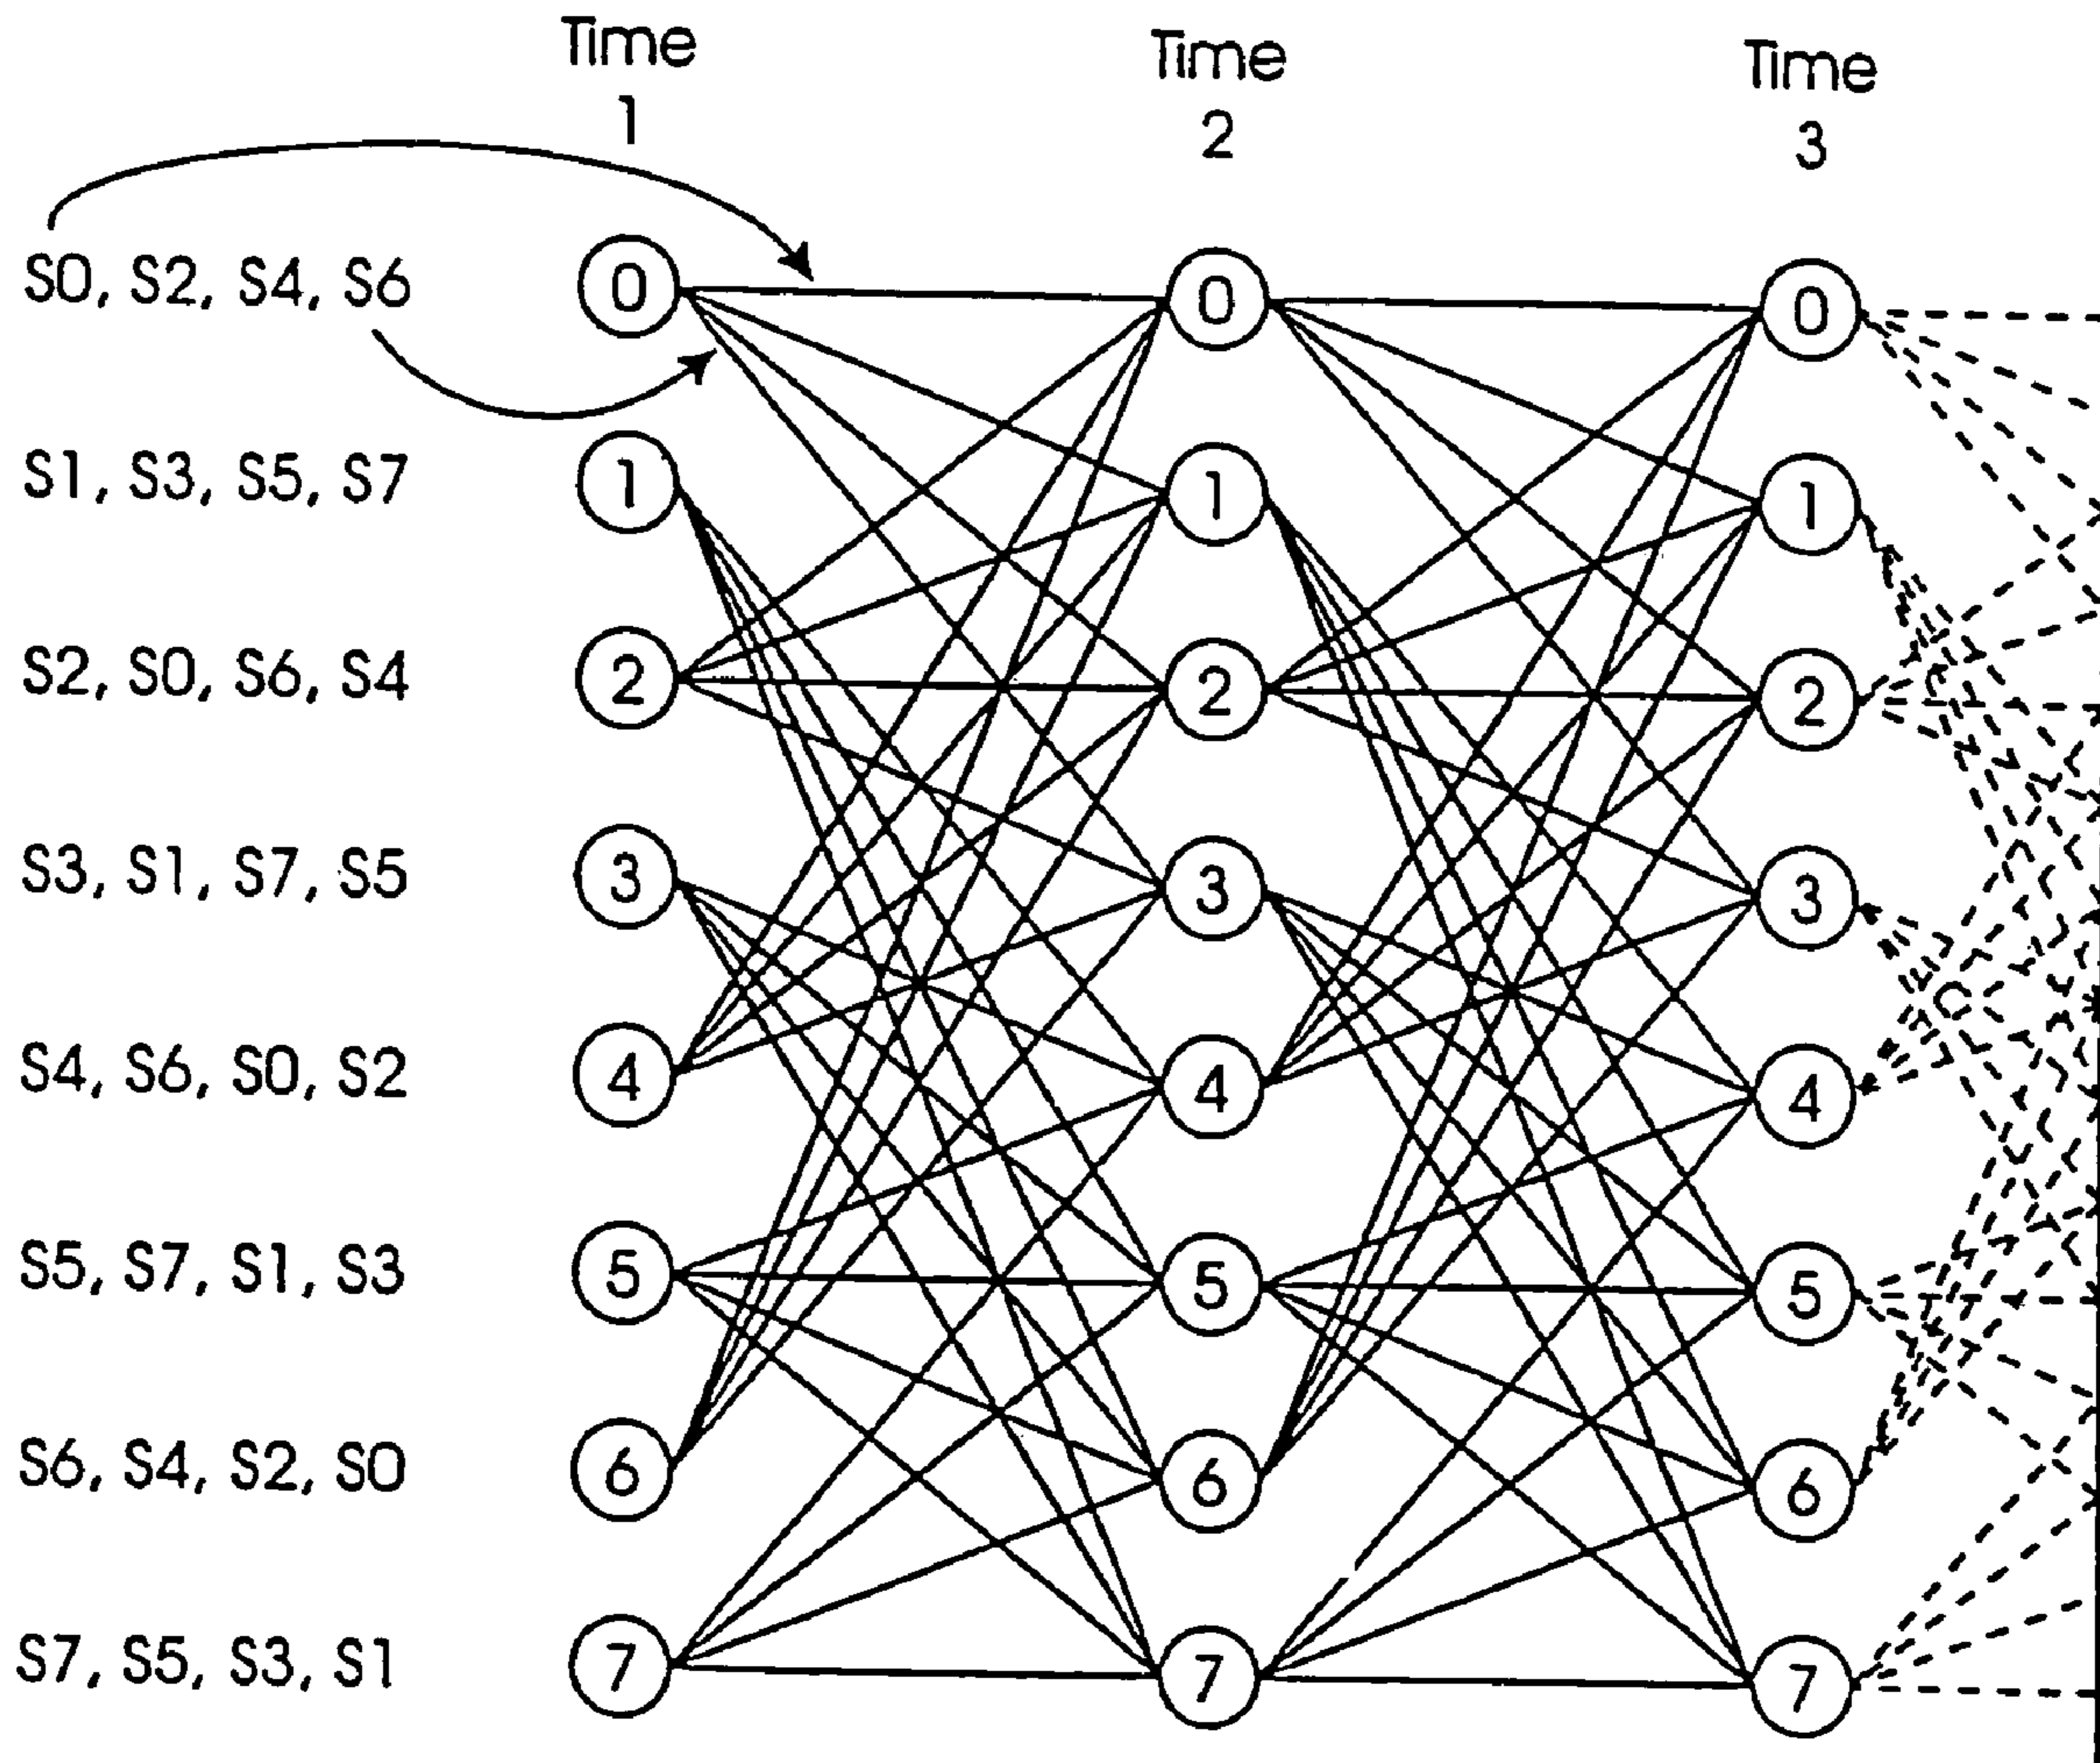 Time Time Time
1 2 3
S0, S2, S4, S6 0 0 0
S1, S3, S5, S7 1 1 1
S2, S0, S6, S4 2 2 2
S3, S1, S7, S5 3 3 3
S4, S6, S0, S2 4 4 4
S5, S7, S1, S3 5 5 5
S6, S4, S2, S0 6 6 6
S7, S5, S3, S1 7 7 7